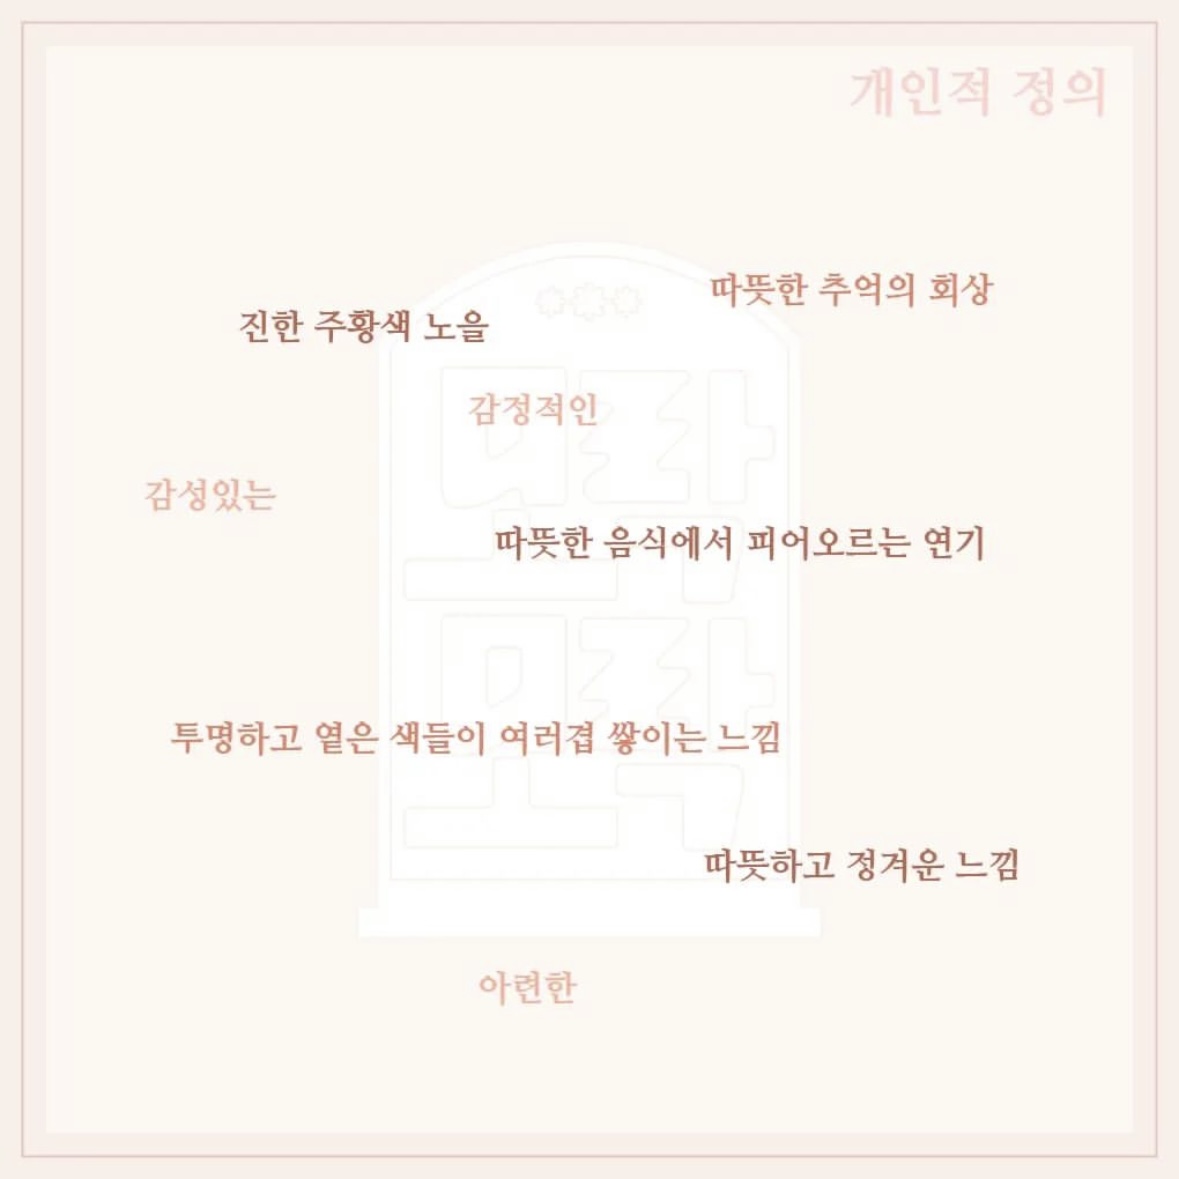 개인적 정의
따뜻한 추억의 회상
진한 주황색 노을
감정적인
감성있는
따뜻한 음식에서 피어오르는 연기
투명하고 옅은 색들이 여러겹 쌓이는 느낌
따뜻하고 정겨운 느낌
아련한